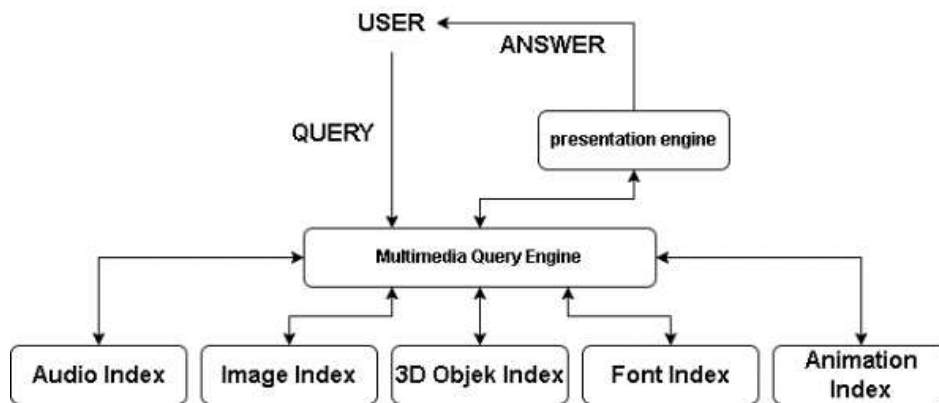 USER
ANSWER
QUERY
presentation engine
Multimedia Query Engine
Audio Index
Image Index
3D Objek Index
Font Index
Animation
Index